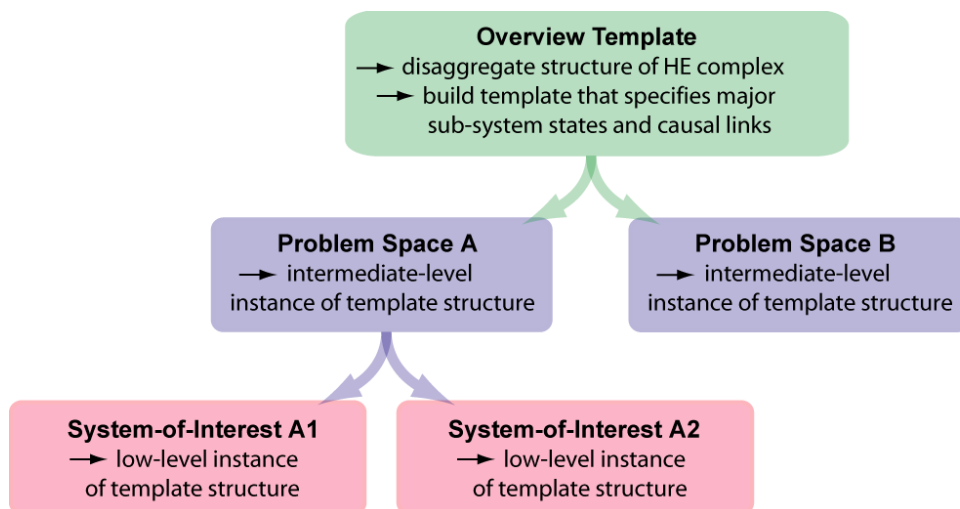 Overview Template
→ disaggregate structure of HE complex
→ build template that specifies major
sub-system states and causal links
Problem Space A
→ intermediate-level
instance of template structure
Problem Space B
→ intermediate-level
instance of template structure
System-of-Interest A1
→ low-level instance
of template structure
System-of-Interest A2
→ low-level instance
of template structure